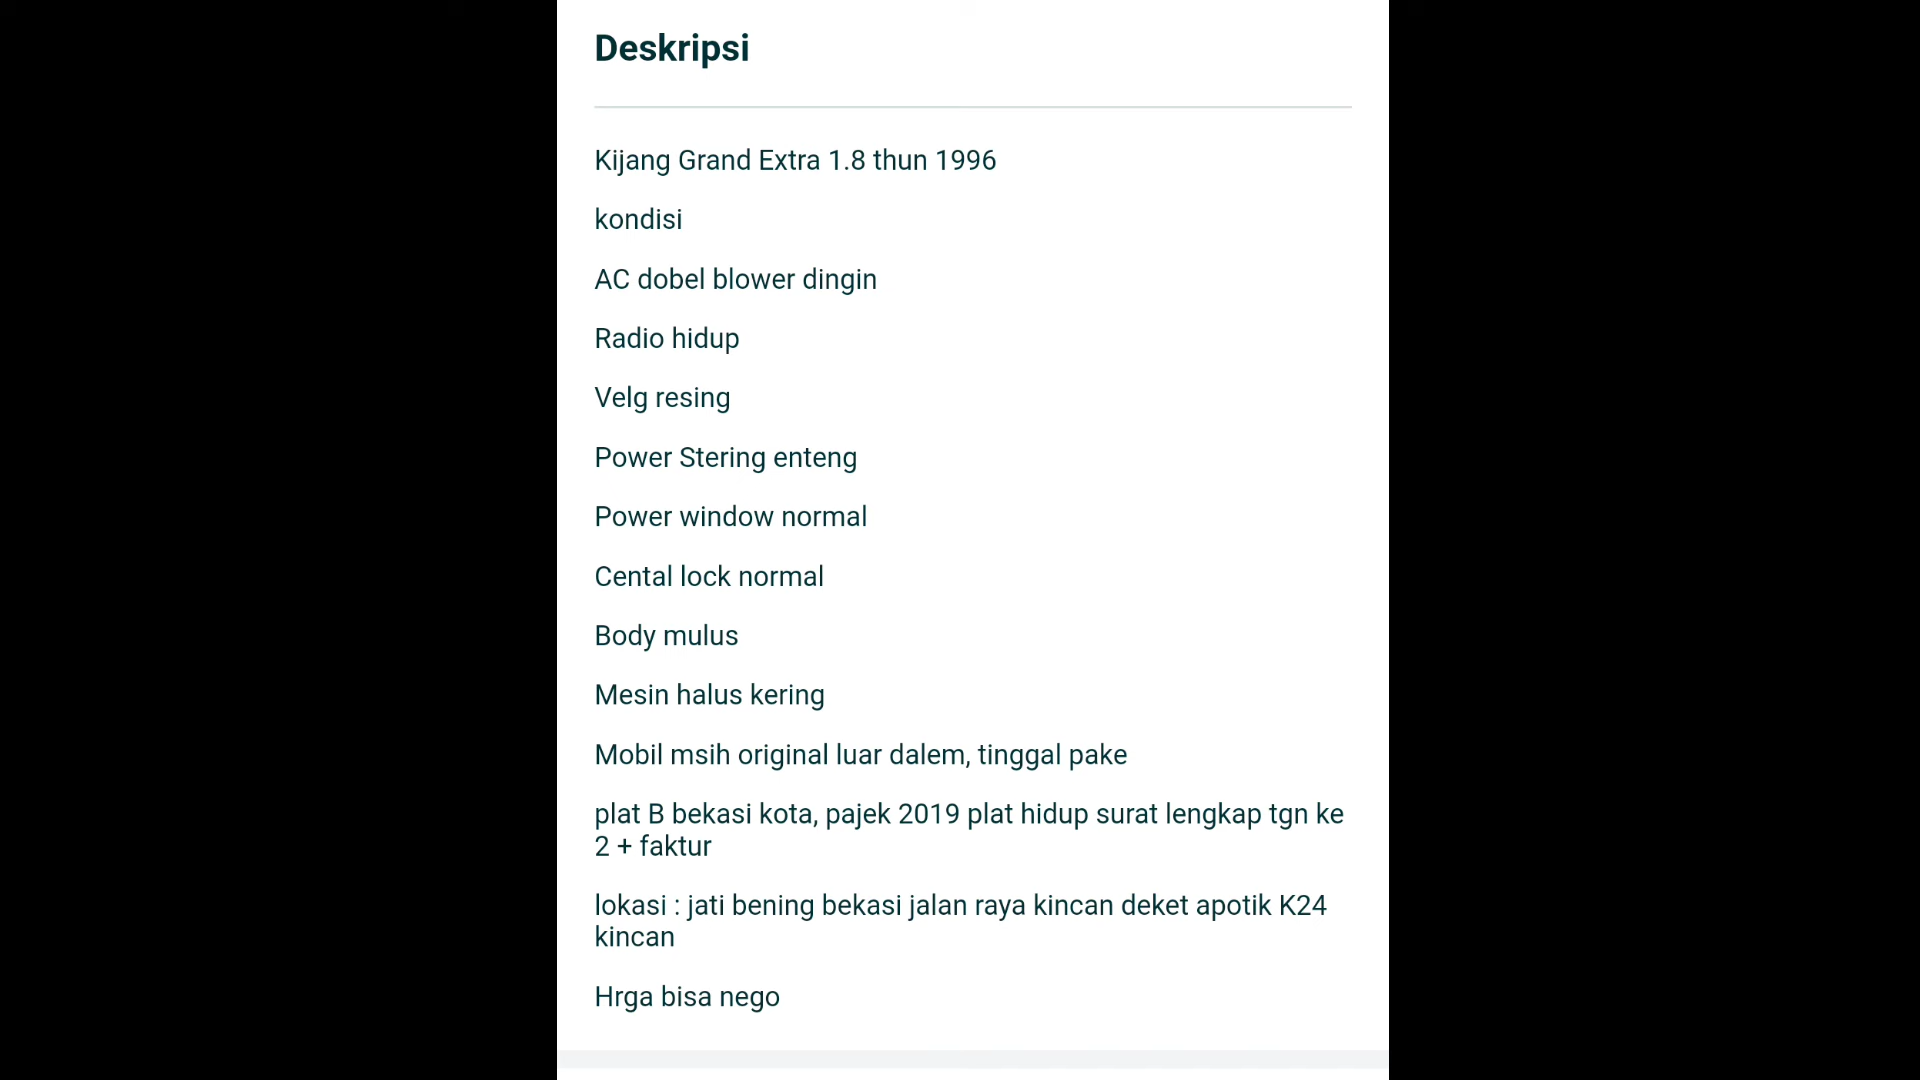 Deskripsi
Kijang Grand Extra 1.8 thun 1996
kondisi
AC dobel blower dingin
Radio hidup
Velg resing
Power Stering enteng
Power window normal
Cental lock normal
Body mulus
Mesin halus kering
Mobil msih original luar dalem, tinggal pake
plat B bekasi kota, pajek 2019 plat hidup surat lengkap tgn ke
2 + faktur
lokasi : jati bening bekasi jalan raya kincan deket apotik K24
kincan
Hrga bisa nego